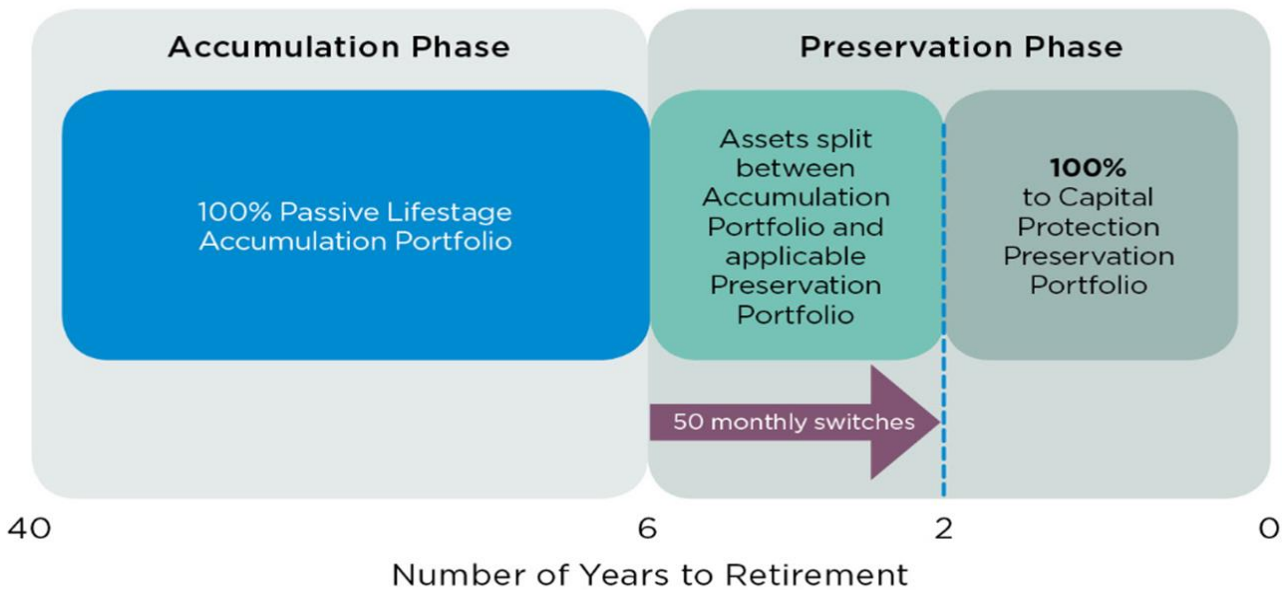 Accumulation Phase
Preservation Phase
100% Passive Lifestage
Accumulation Portfolio
Assets split
between
Accumulation
Portfolio and
applicable
Preservation
Portfolio
100%
to Capital
Protection
Preservation
Portfolio
50 monthly switches
40
6
2
0
Number of Years to Retirement